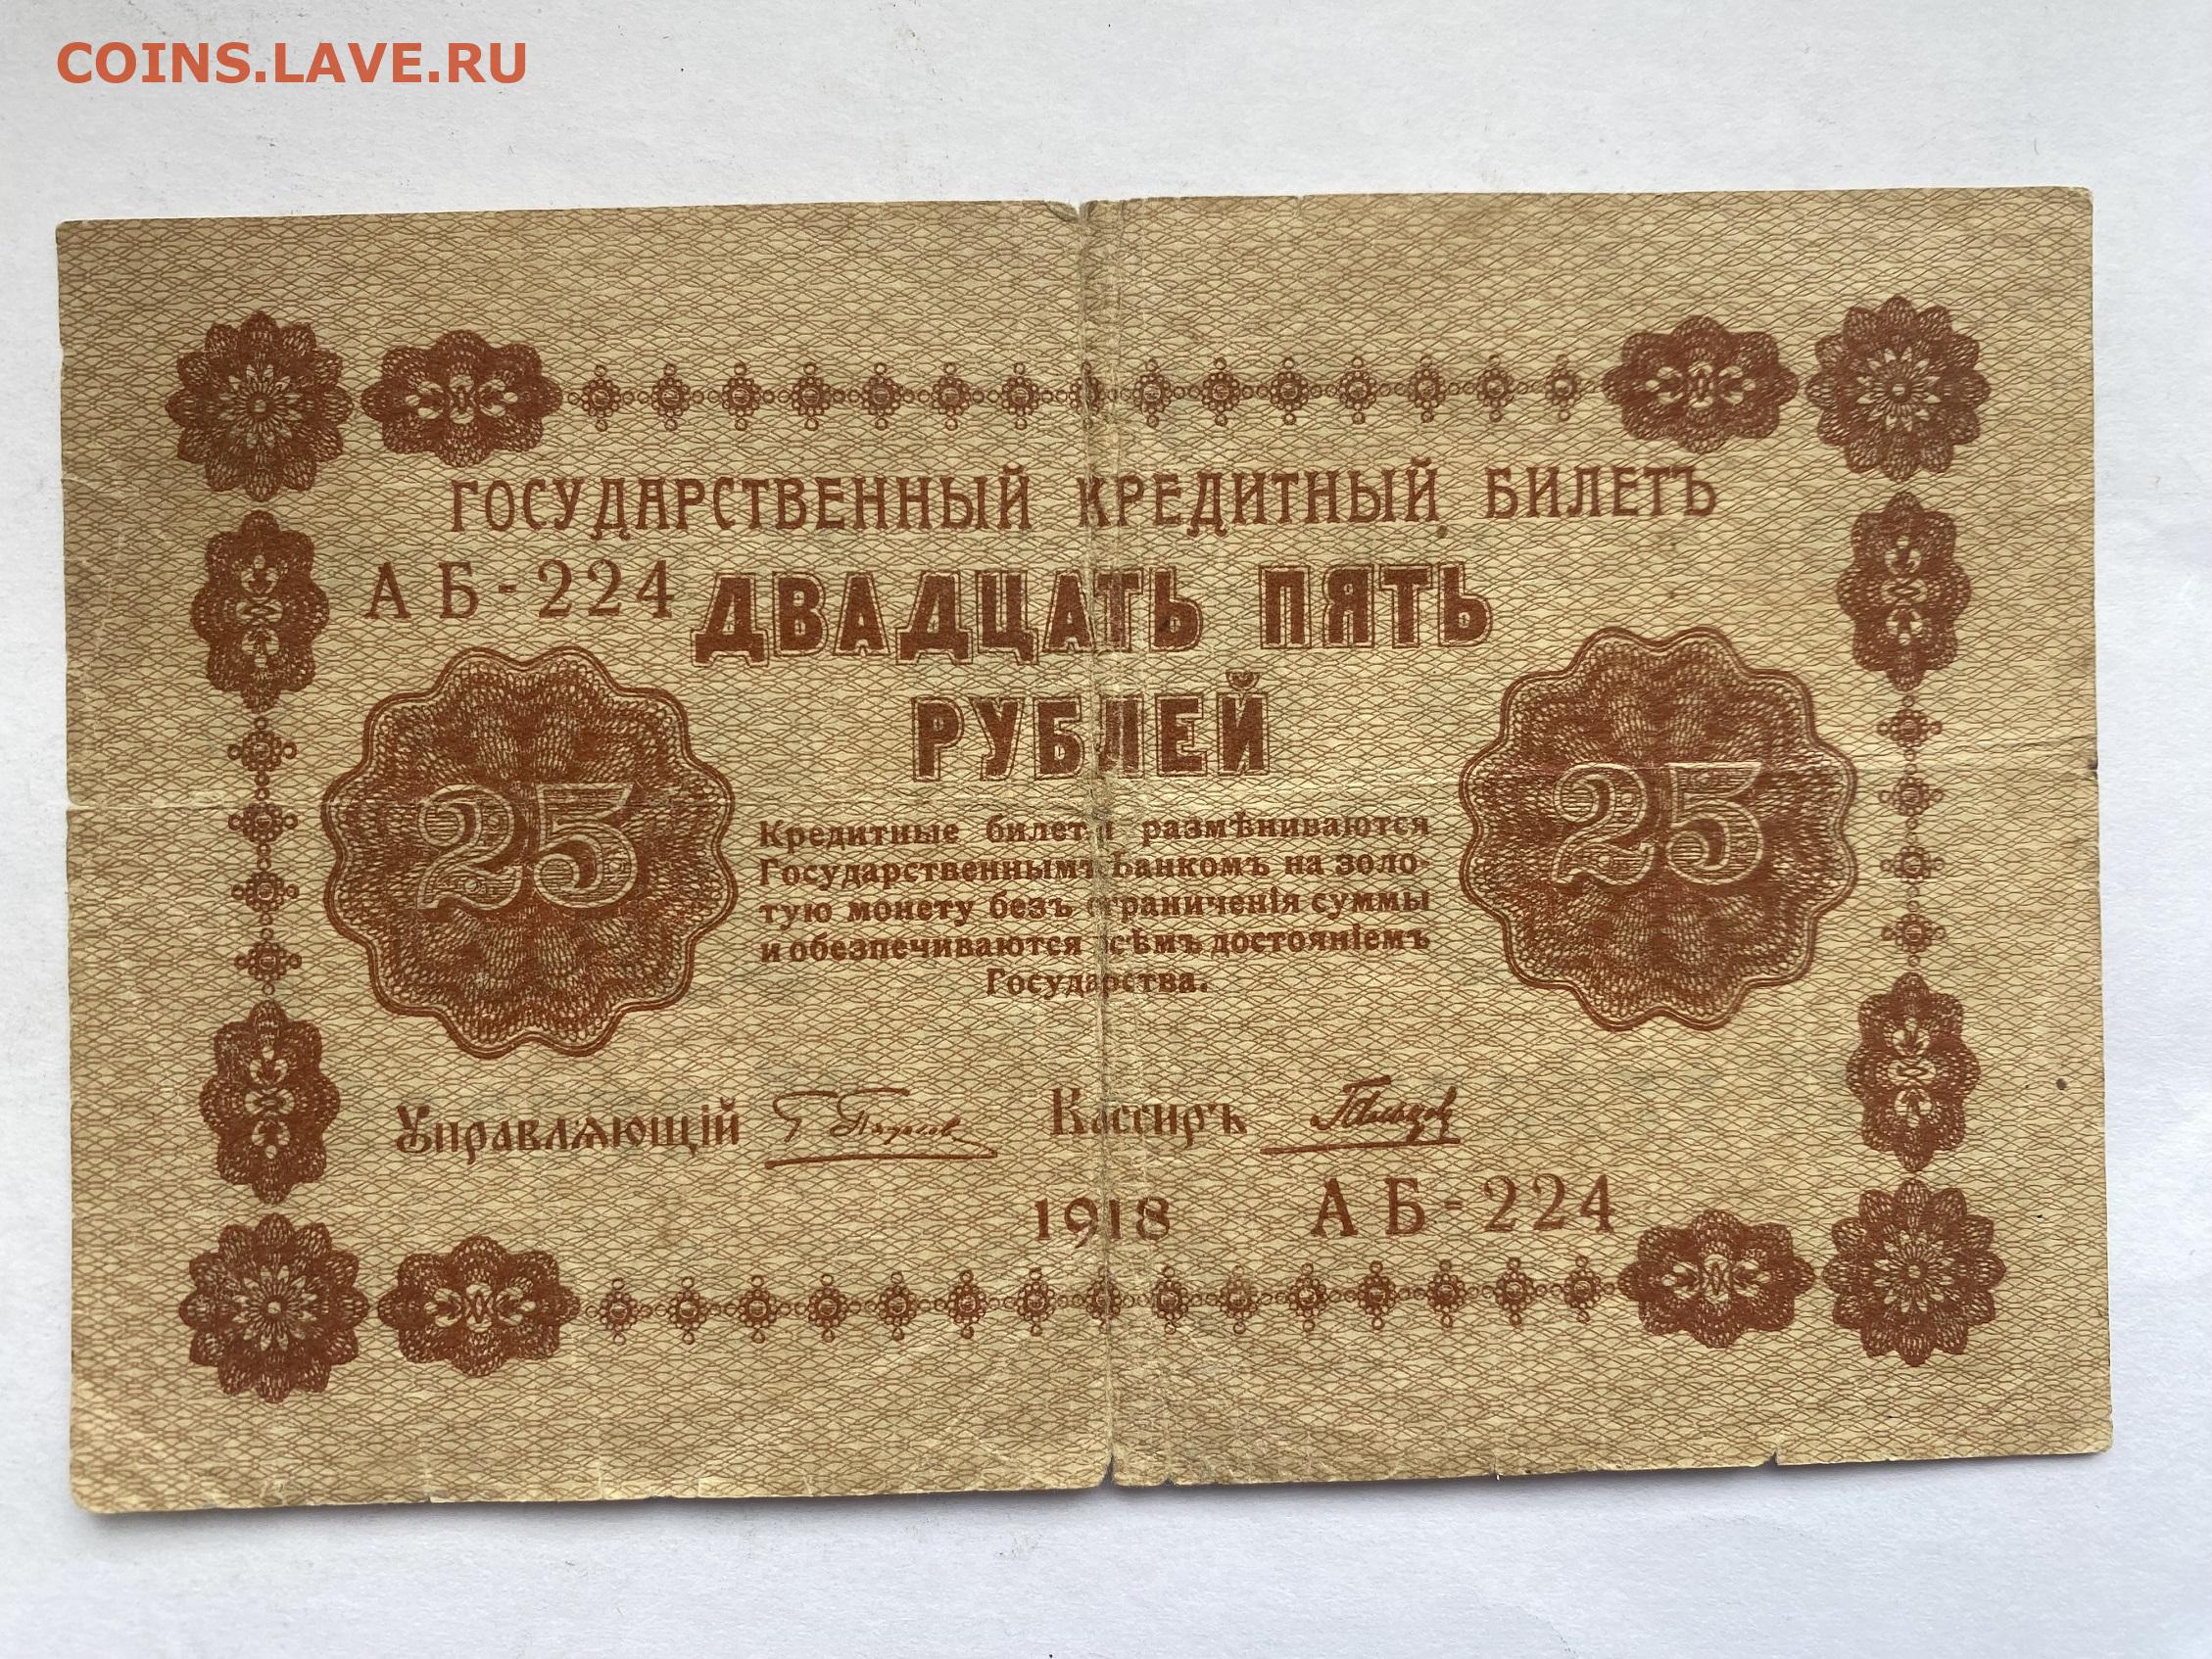 COINS.LAVE.RU
ГОСУДАРСТВЕННЫЙ КРЕДИТНЫЙ БИЛЕТЪ
АБ-224
ДВАДЦАТЬ ПЯТЬ
РУБЛЕЙ
25
25
Кредитные билеты размѣниваются
Государственнымъ Банкомъ на золо-
тую монету безъ ограниченія суммы
и обезпечиваются всѣмъ достояніемъ
Государства.
Управляющій
Кассиръ
1918
АБ-224